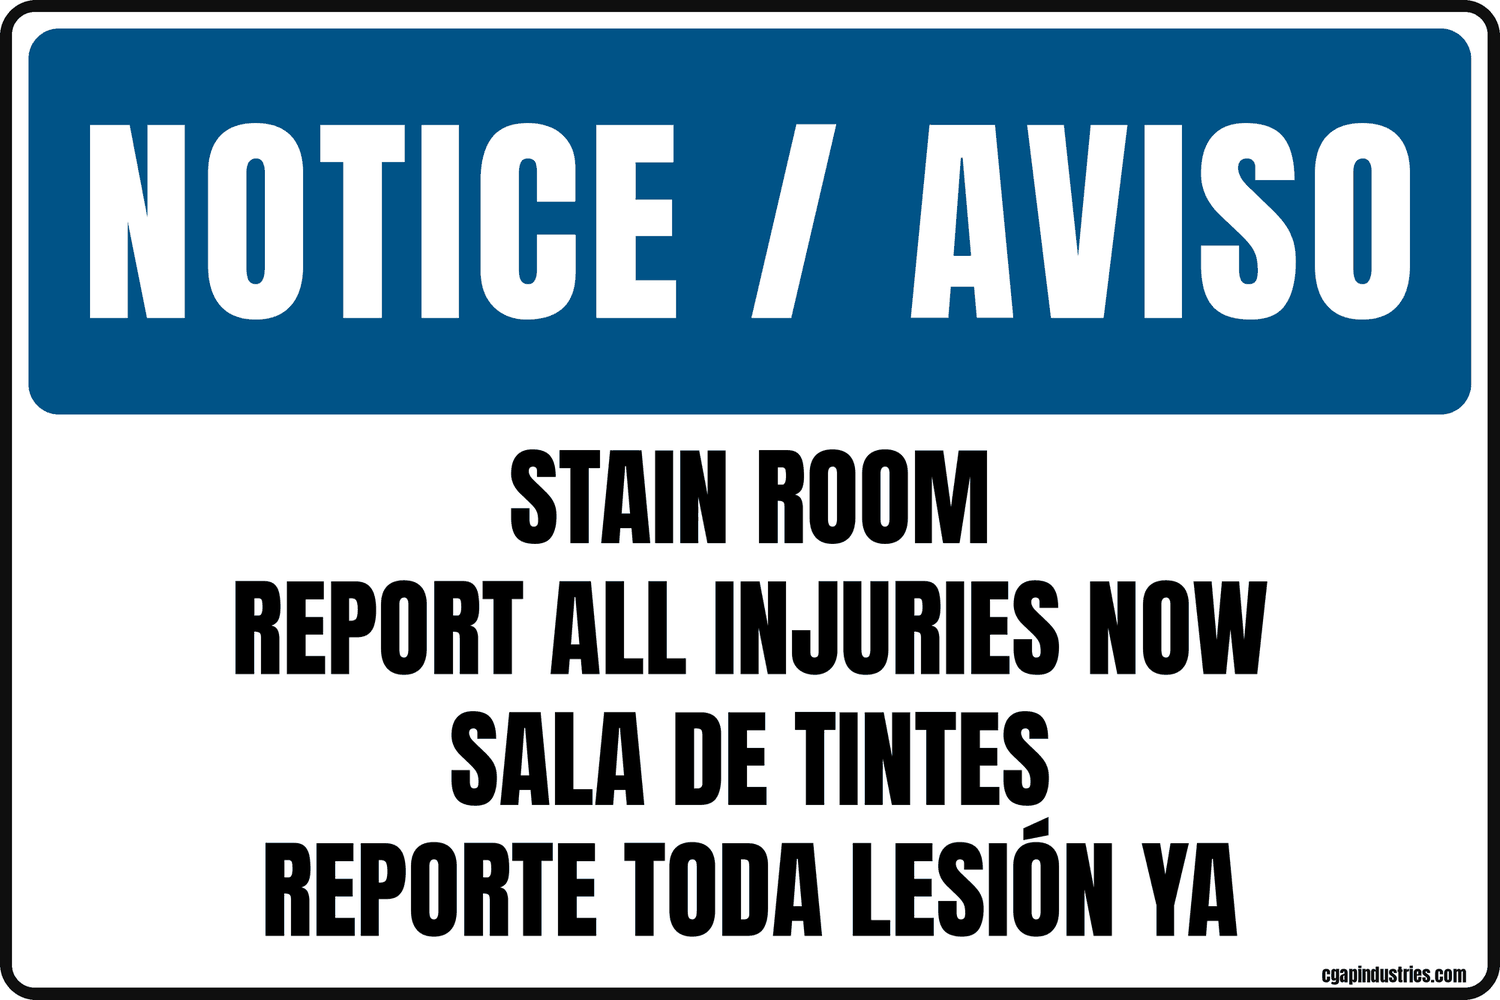 NOTICE / AVISO
STAIN ROOM
REPORT ALL INJURIES NOW
SALA DE TINTES
REPORTE TODA LESIÓN YA
cgapindustries.com